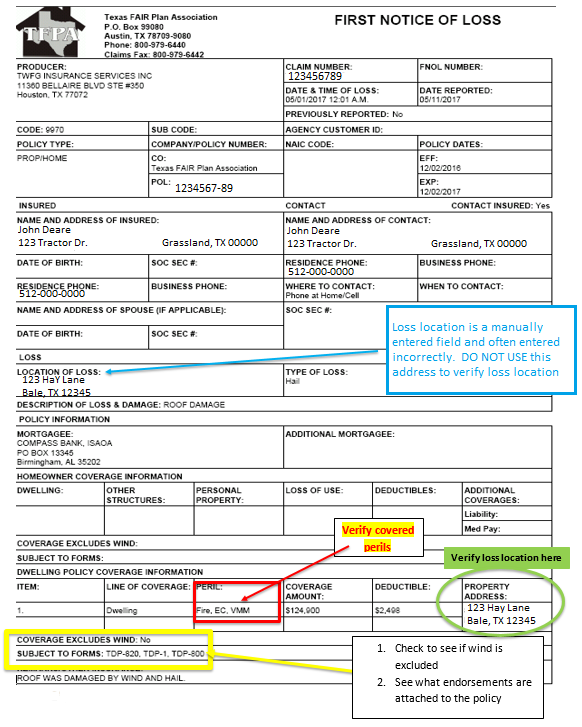 TFPA
Texas FAIR Plan Association
P.O. Box 99080
Austin, TX 78709-9080
Phone: 800-979-6440
Claims Fax: 800-979-6442
FIRST NOTICE OF LOSS
PRODUCER:
TWFG INSURANCE SERVICES INC
11360 BELLAIRE BLVD STE #350
Houston, TX 77072
CLAIM NUMBER:
123456789
FNOL NUMBER:
DATE & TIME OF LOSS:
05/01/2017 12:01 A.M.
DATE REPORTED:
05/11/2017
PREVIOUSLY REPORTED: No
CODE: 9970
SUB CODE:
AGENCY CUSTOMER ID:
POLICY TYPE:
PROP/HOME
COMPANY/POLICY NUMBER:
CO:
Texas FAIR Plan Association
POL: 1234567-89
NAIC CODE:
POLICY DATES:
EFF:
12/02/2016
EXP:
12/02/2017
INSURED
CONTACT
CONTACT INSURED: Yes
NAME AND ADDRESS OF INSURED:
John Deare
123 Tractor Dr. Grassland, TX 00000
NAME AND ADDRESS OF CONTACT:
John Deare
123 Tractor Dr. Grassland, TX 00000
DATE OF BIRTH:
SOC SEC #:
RESIDENCE PHONE:
512-000-0000
BUSINESS PHONE:
RESIDENCE PHONE:
512-000-0000
BUSINESS PHONE:
WHERE TO CONTACT:
Phone at Home/Cell
WHEN TO CONTACT:
NAME AND ADDRESS OF SPOUSE (IF APPLICABLE):
SOC SEC #:
DATE OF BIRTH:
SOC SEC #:
Loss location is a manually
entered field and often entered
incorrectly. DO NOT USE this
address to verify loss location
LOSS
LOCATION OF LOSS:
123 HaY Lane
Bale, TX 12345
TYPE OF LOSS:
Hail
DESCRIPTION OF LOSS & DAMAGE: ROOF DAMAGE
POLICY INFORMATION
MORTGAGEE:
COMPASS BANK, ISAOA
PO BOX 13345
Birmingham, AL 35202
ADDITIONAL MORTGAGEE:
HOMEOWNER COVERAGE INFORMATION
DWELLING:
OTHER
STRUCTURES:
PERSONAL
PROPERTY:
LOSS OF USE:
DEDUCTIBLES:
ADDITIONAL
COVERAGES:
Liability:
Med Pay:
Verify covered
perils
COVERAGE EXCLUDES WIND:
SUBJECT TO FORMS:
Verify loss location here
DWELLING POLICY COVERAGE INFORMATION
ITEM:
LINE OF COVERAGE:
PERIL:
COVERAGE
AMOUNT:
DEDUCTIBLE:
PROPERTY
ADDRESS:
1.
Dwelling
Fire, EC, VMM
$124,900
$2,498
123 Hay Lane
Bale, TX 12345
COVERAGE EXCLUDES WIND: No
SUBJECT TO FORMS: TDP-820, TDP-1, TDP-800
1. Check to see if wind is
excluded
2. See what endorsements are
attached to the policy
ROOF WAS DAMAGED BY WIND AND HAIL.